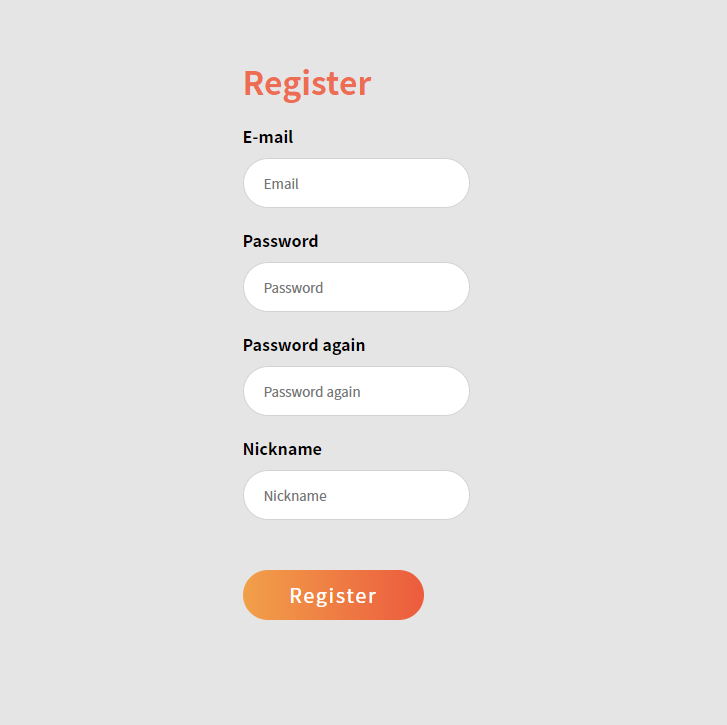 Register
E-mail
Email
Password
Password
Password again
Password again
Nickname
Nickname
Register